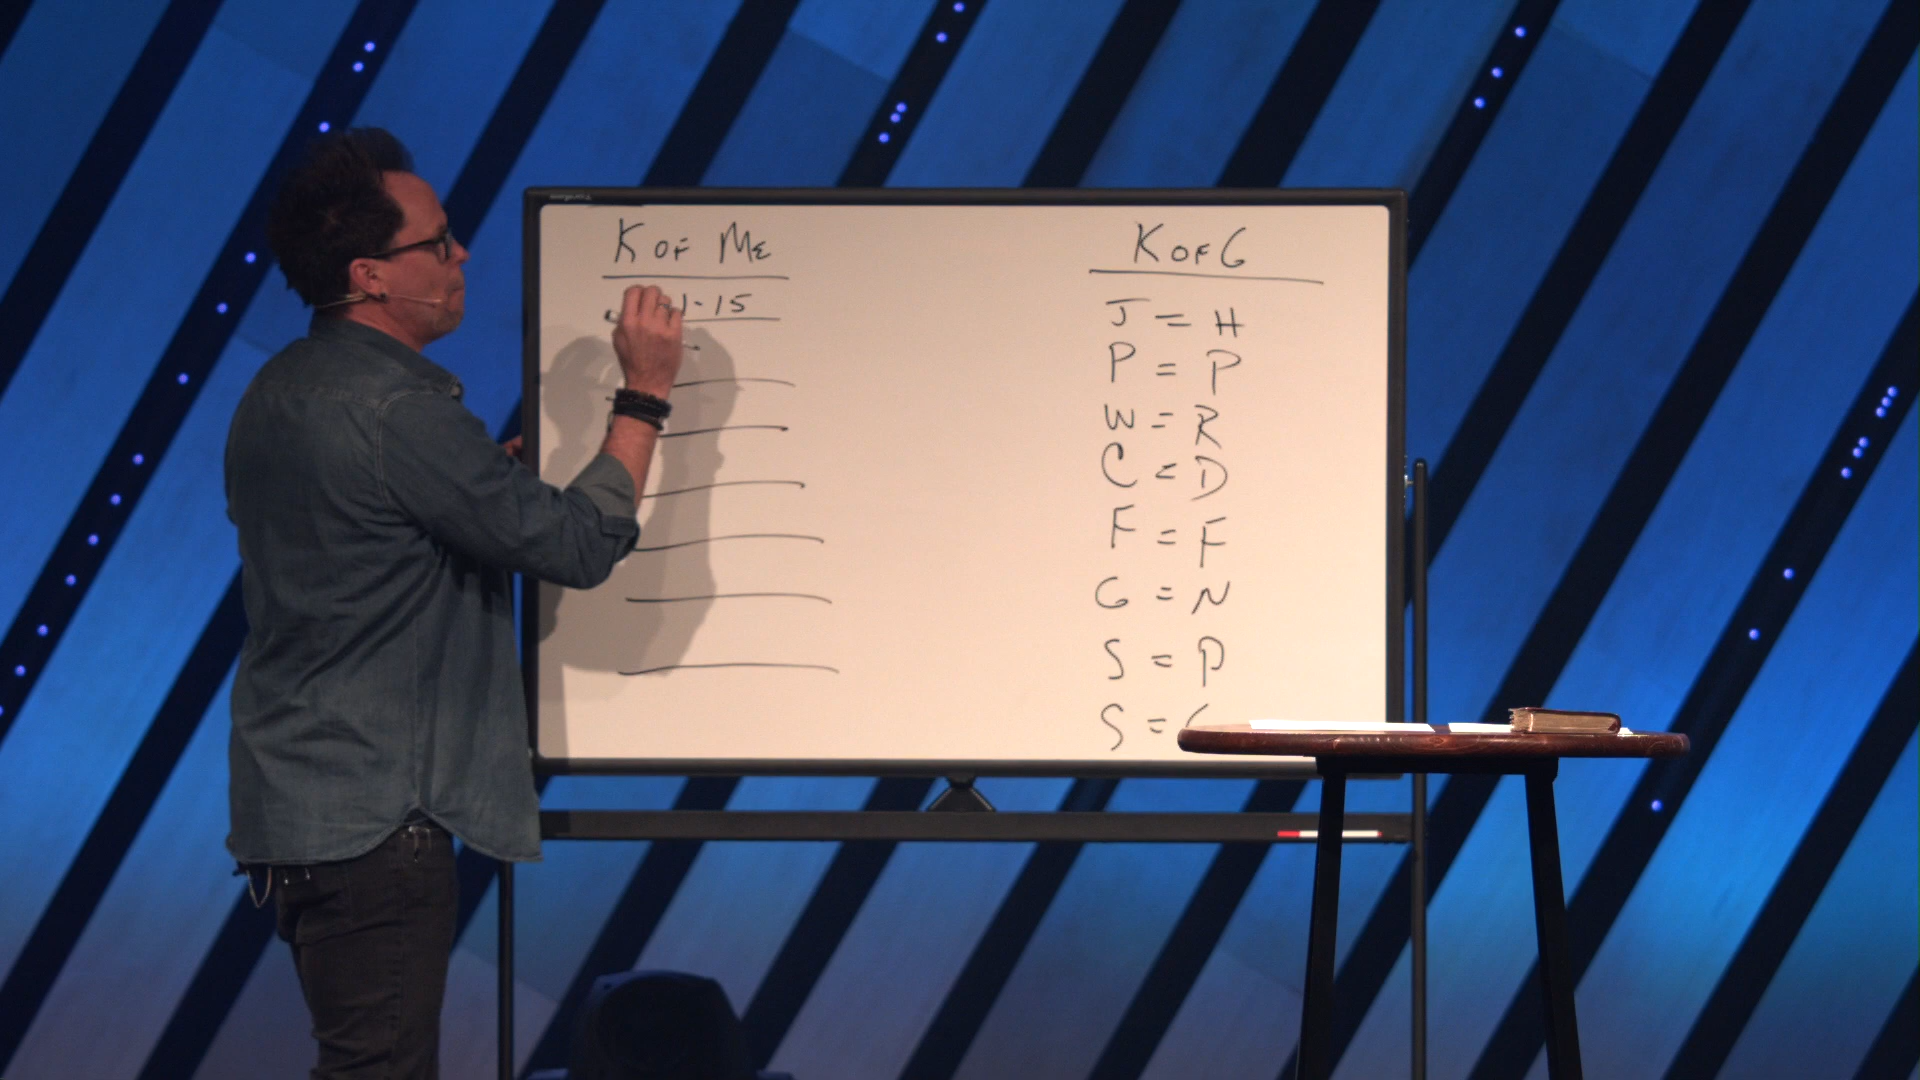 K OF ME
1-15
K OF G
J = H
P = P
W = R
C = D
F = F
G = N
S = P
S =